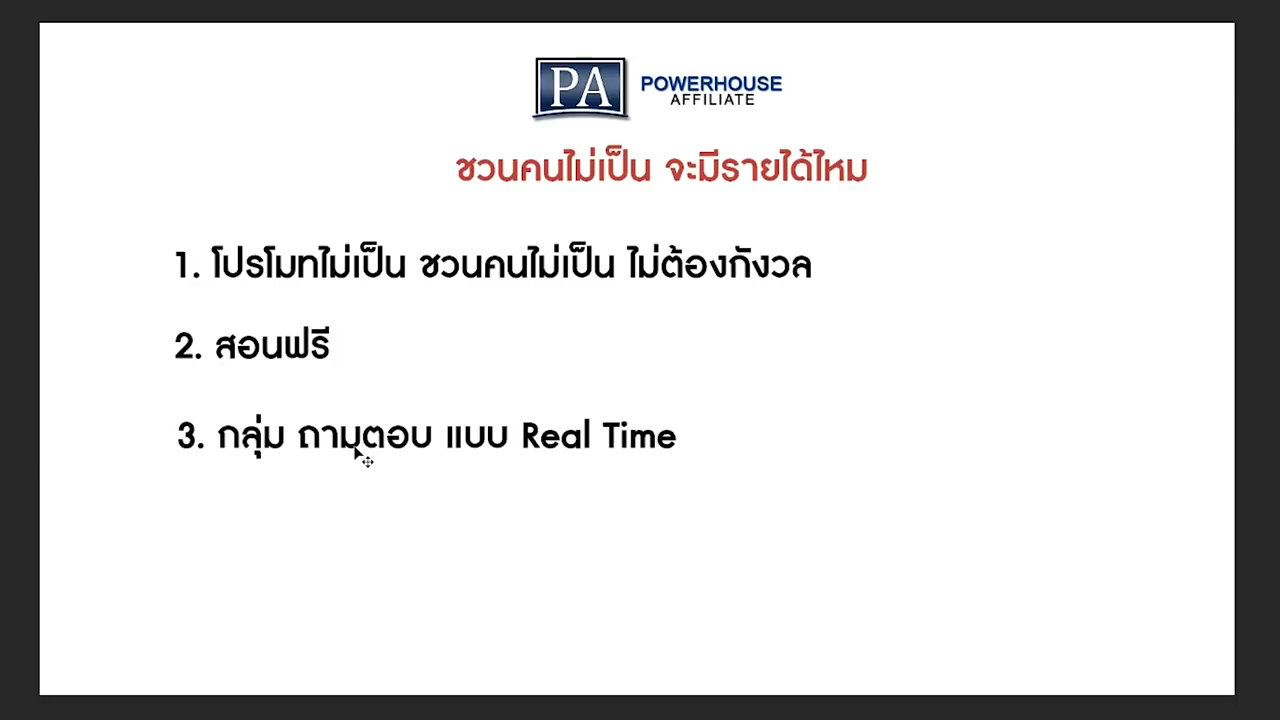 PA
POWERHOUSE
AFFILIATE
ชวนคนไม่เป็น จะมีรายได้ไหม
1. โปรโมทไม่เป็น ชวนคนไม่เป็น ไม่ต้องกังวล
2. สอนฟรี
3. กลุ่ม ถามตอบ แบบ Real Time